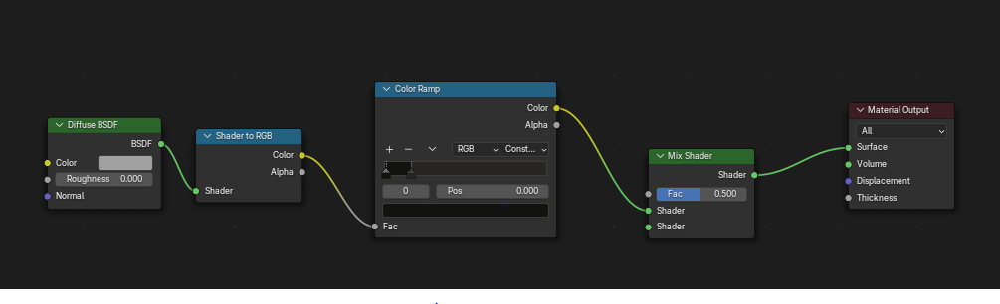 Diffuse BSDF
BSDF
Color
Roughness 0.000
Normal
Shader to RGB
Color
Alpha
Shader
Color Ramp
Color
Alpha
RGB Const...
0 Pos 0.000
Fac
Mix Shader
Shader
Fac 0.500
Shader
Shader
Material Output
All
Surface
Volume
Displacement
Thickness